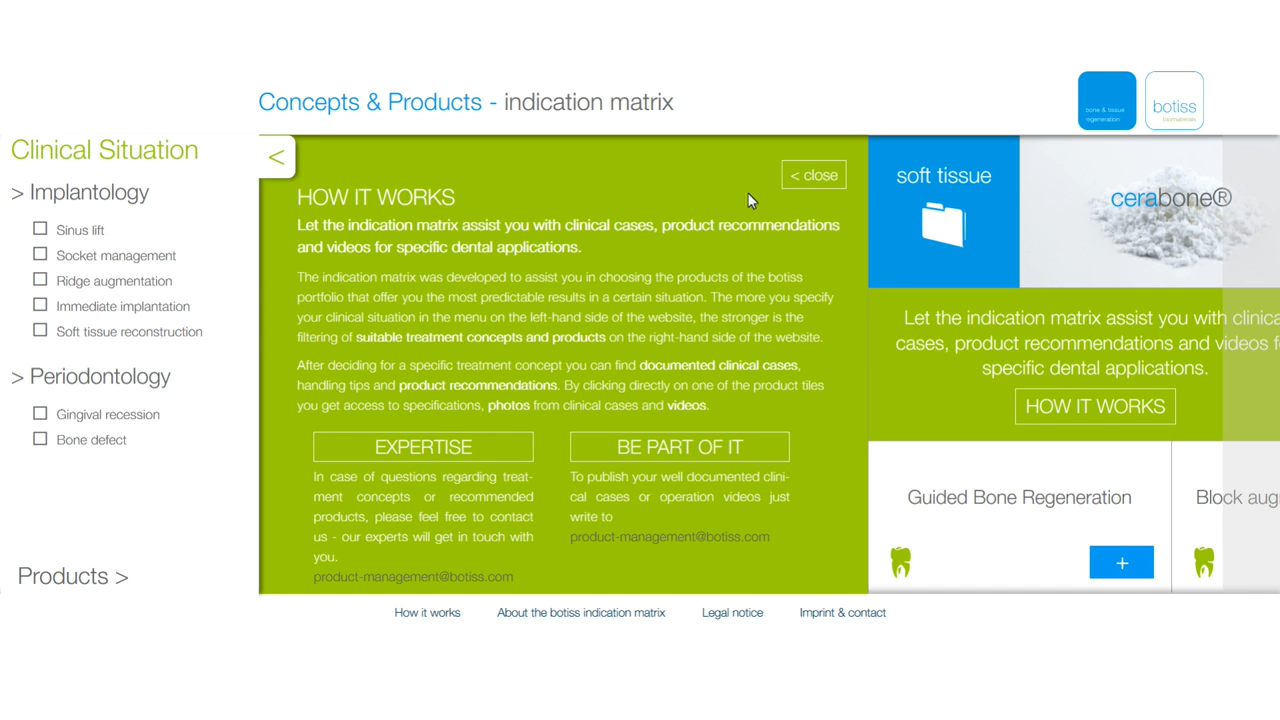 Concepts & Products - indication matrix
bone & tissue
regeneration
botiss
biomaterials
Clinical Situation
> Implantology
Sinus lift
Socket management
Ridge augmentation
Immediate implantation
Soft tissue reconstruction
> Periodontology
Gingival recession
Bone defect
Products >
<
< close
HOW IT WORKS
Let the indication matrix assist you with clinical cases, product recommendations
and videos for specific dental applications.
The indication matrix was developed to assist you in choosing the products of the botiss
portfolio that offer you the most predictable results in a certain situation. The more you specify
your clinical situation in the menu on the left-hand side of the website, the stronger is the
filtering of suitable treatment concepts and products on the right-hand side of the website.
After deciding for a specific treatment concept you can find documented clinical cases,
handling tips and product recommendations. By clicking directly on one of the product tiles
you get access to specifications, photos from clinical cases and videos.
EXPERTISE
In case of questions regarding treat-
ment concepts or recommended
products, please feel free to contact
us - our experts will get in touch with
you.
product-management@botiss.com
BE PART OF IT
To publish your well documented clini-
cal cases or operation videos just
write to
product-management@botiss.com
soft tissue
cerabone®
Let the indication matrix assist you with clinica
cases, product recommendations and videos f
specific dental applications.
HOW IT WORKS
Guided Bone Regeneration
+
Block aug
How it works
About the botiss indication matrix
Legal notice
Imprint & contact